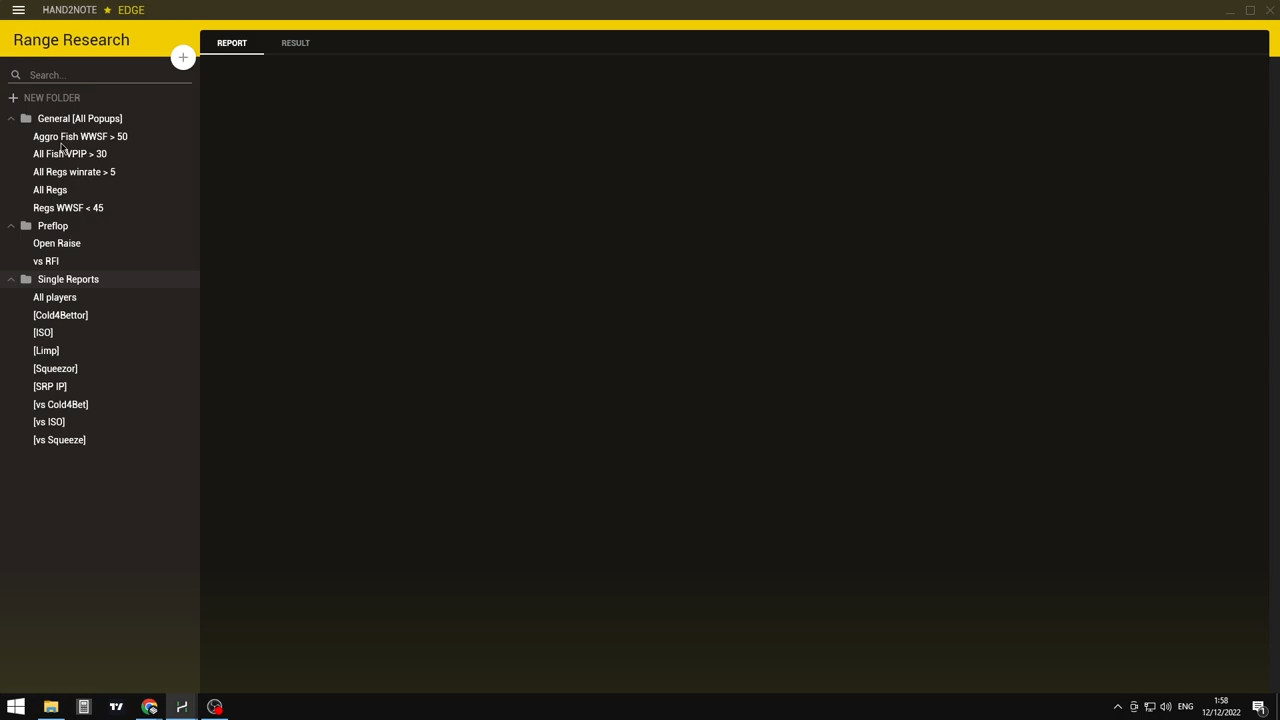 HAND2NOTE ★ EDGE
Range Research
REPORT
RESULT
Search...
NEW FOLDER
General [All Popups]
Aggro Fish WWSF > 50
All Fish VPIP > 30
All Regs winrate > 5
All Regs
Regs WWSF < 45
Preflop
Open Raise
vs RFI
Single Reports
All players
[Cold4Bettor]
[ISO]
[Limp]
[Squeezor]
[SRP IP]
[vs Cold4Bet]
[vs ISO]
[vs Squeeze]
ENG
1:58
12/12/2022
1